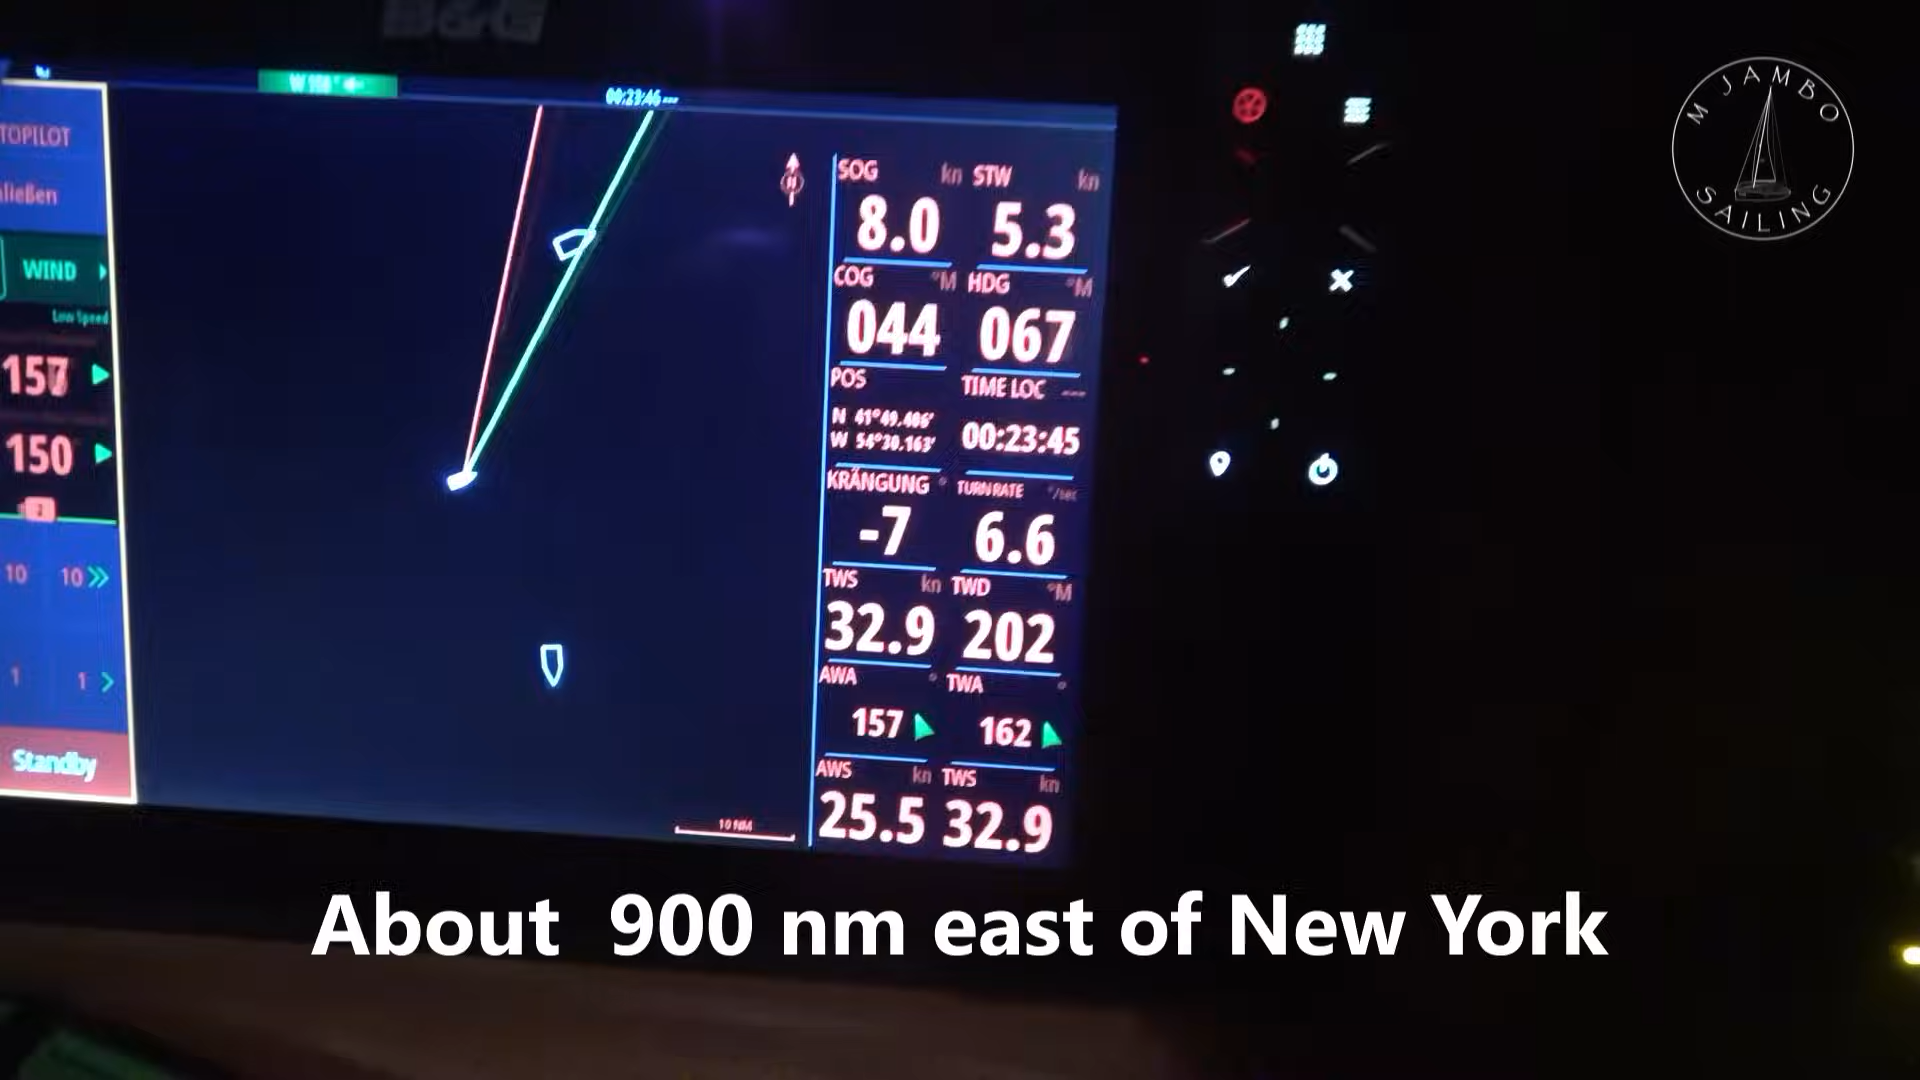 B&G
00:23:46
TOPILOT
ließen
WIND
Low Speed
157
150
10 10
1 1
Standby
10 NM
SOG kn STW kn
8.0 5.3
COG °M HDG °M
044 067
POS TIME LOC ---
N 41°49.406'
W 54°30.163'
00:23:45
KRÄNGUNG ° TURN RATE °/sec
-7 6.6
TWS kn TWD °M
32.9 202
AWA ° TWA °
157 162
AWS kn TWS kn
25.5 32.9
M JAMBO
SAILING
About  900 nm east of New York